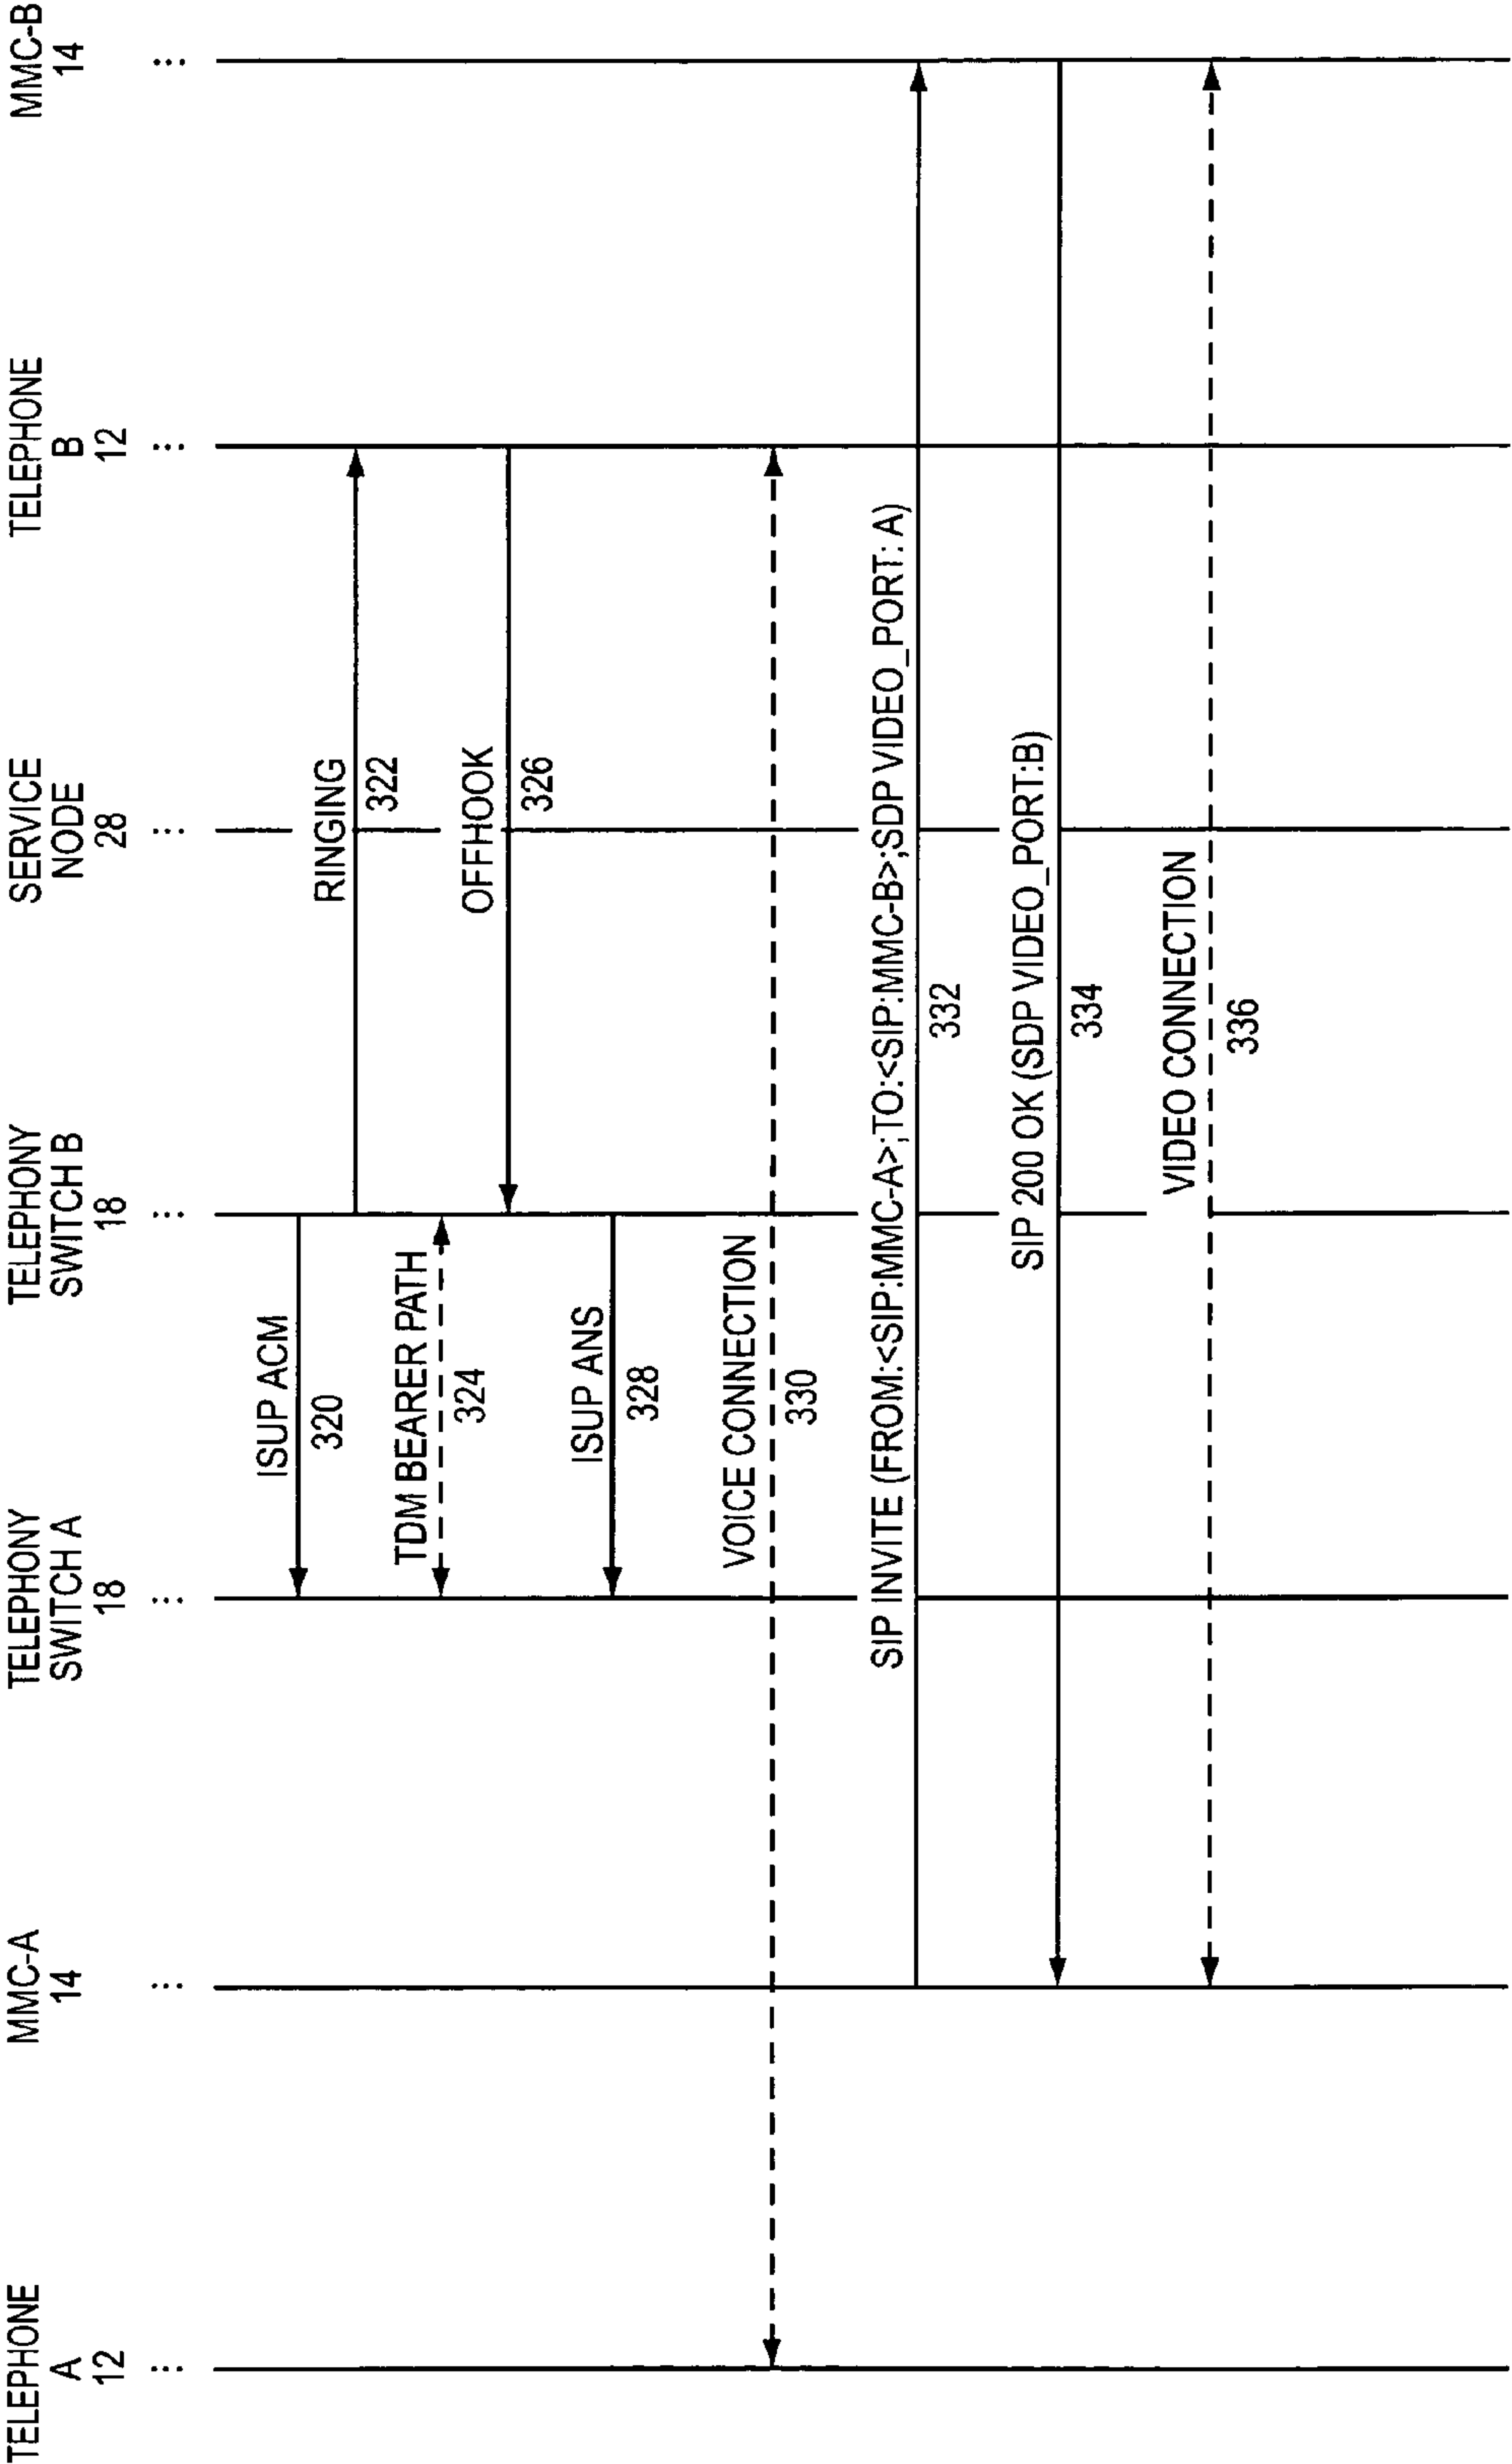 TELEPHONE
A
12
MMC-A
14
TELEPHONY
SWITCH A
18
TELEPHONY
SWITCH B
18
SERVICE
NODE
28
TELEPHONE
B
12
MMC-B
14
...
...
...
...
...
...
...
ISUP ACM
320
RINGING
322
TDM BEARER PATH
324
OFFHOOK
326
ISUP ANS
328
VOICE CONNECTION
330
SIP INVITE (FROM:<SIP:MMC-A>;TO:<SIP:MMC-B>;SDP VIDEO_PORT: A)
332
SIP 200 OK (SDP VIDEO_PORT:B)
334
VIDEO CONNECTION
336